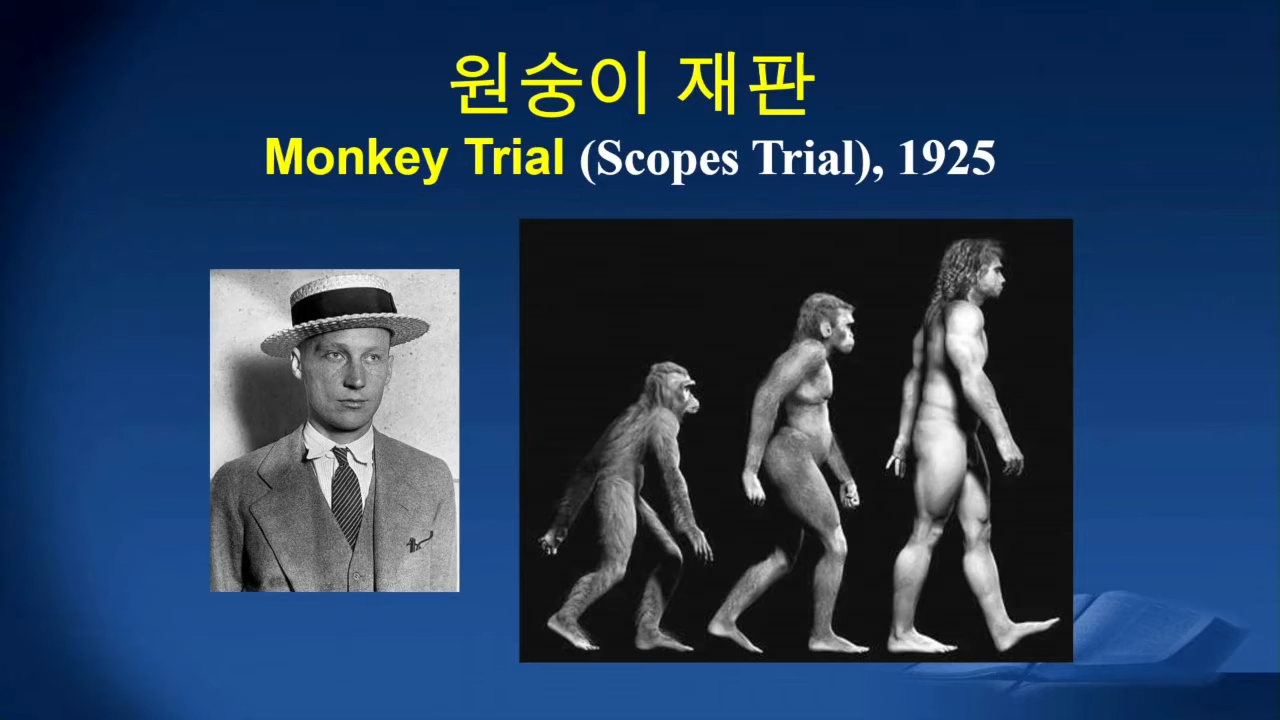 원숭이 재판
Monkey Trial (Scopes Trial), 1925